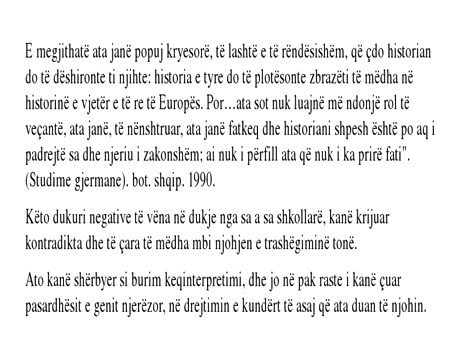 E megjithatë ata janë popuj kryesorë, të lashtë e të rëndësishëm, që çdo historian
do të dëshironte ti njihte: historia e tyre do të plotësonte zbrazëti të mëdha në
historinë e vjetër e të re të Europës. Por...ata sot nuk luajnë më ndonjë rol të
veçantë, ata janë, të nënshtruar, ata janë fatkeq dhe historiani shpesh është po aq i
padrejtë sa dhe njeriu i zakonshëm; ai nuk i përfill ata që nuk i ka prirë fati".
(Studime gjermane). bot. shqip. 1990.
Këto dukuri negative të vëna në dukje nga sa a sa shkollarë, kanë krijuar
kontradikta dhe të çara të mëdha mbi njohjen e trashëgiminë tonë.
Ato kanë shërbyer si burim keqinterpretimi, dhe jo në pak raste i kanë çuar
pasardhësit e genit njerëzor, në drejtimin e kundërt të asaj që ata duan të njohin.